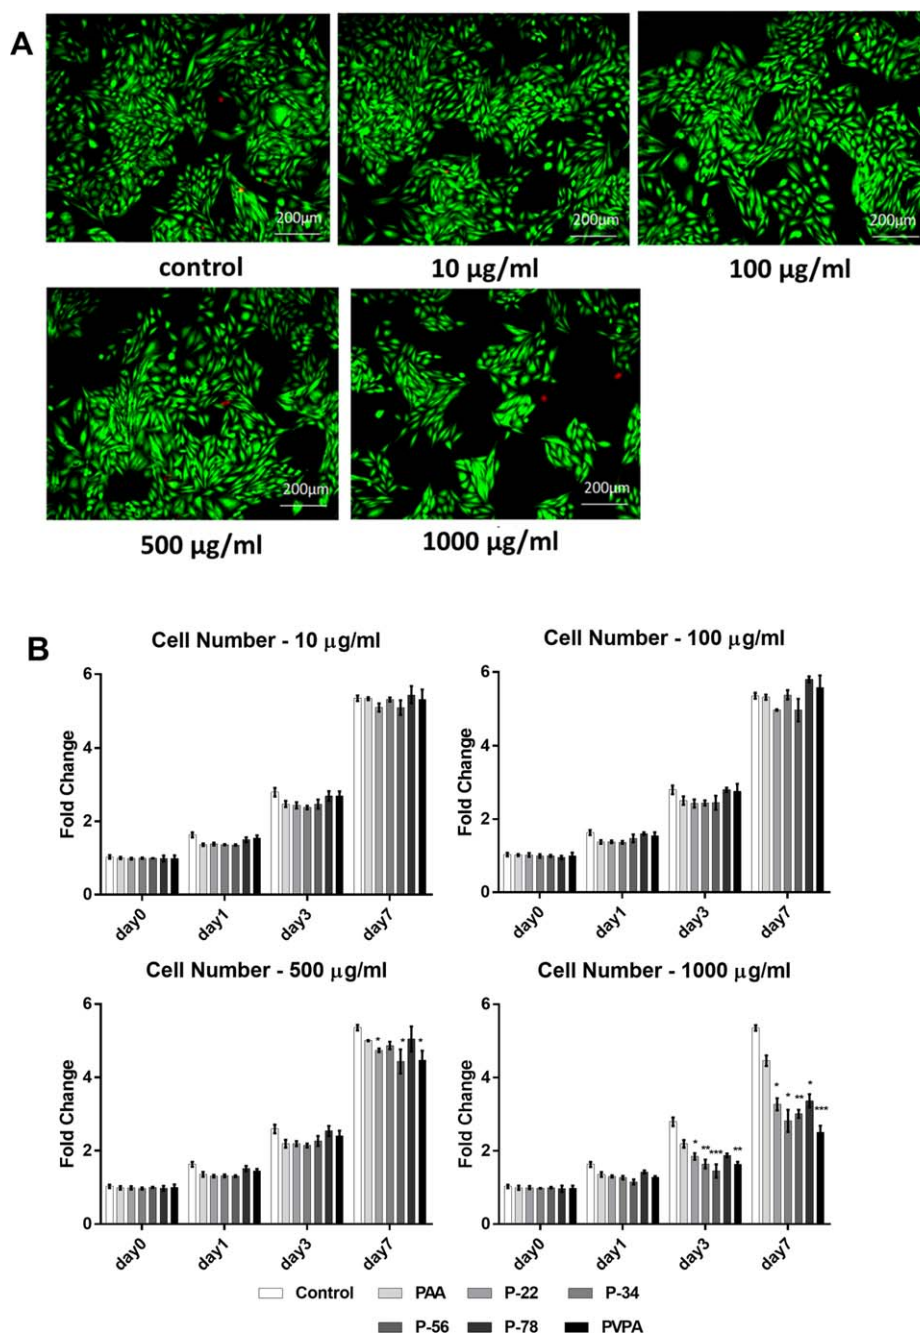 A
200µm
200µm
200µm
control
10 µg/ml
100 µg/ml
200µm
200µm
500 µg/ml
1000 µg/ml
B
Cell Number - 10 µg/ml
Fold Change
6
4
2
0
day0
day1
day3
day7
Cell Number - 100 µg/ml
Fold Change
6
4
2
0
day0
day1
day3
day7
Cell Number - 500 µg/ml
Fold Change
6
4
2
0
* * *
day0
day1
day3
day7
Cell Number - 1000 µg/ml
Fold Change
6
4
2
0
* ** *** **
* * ** * ***
day0
day1
day3
day7
Control PAA P-22 P-34
P-56 P-78 PVPA